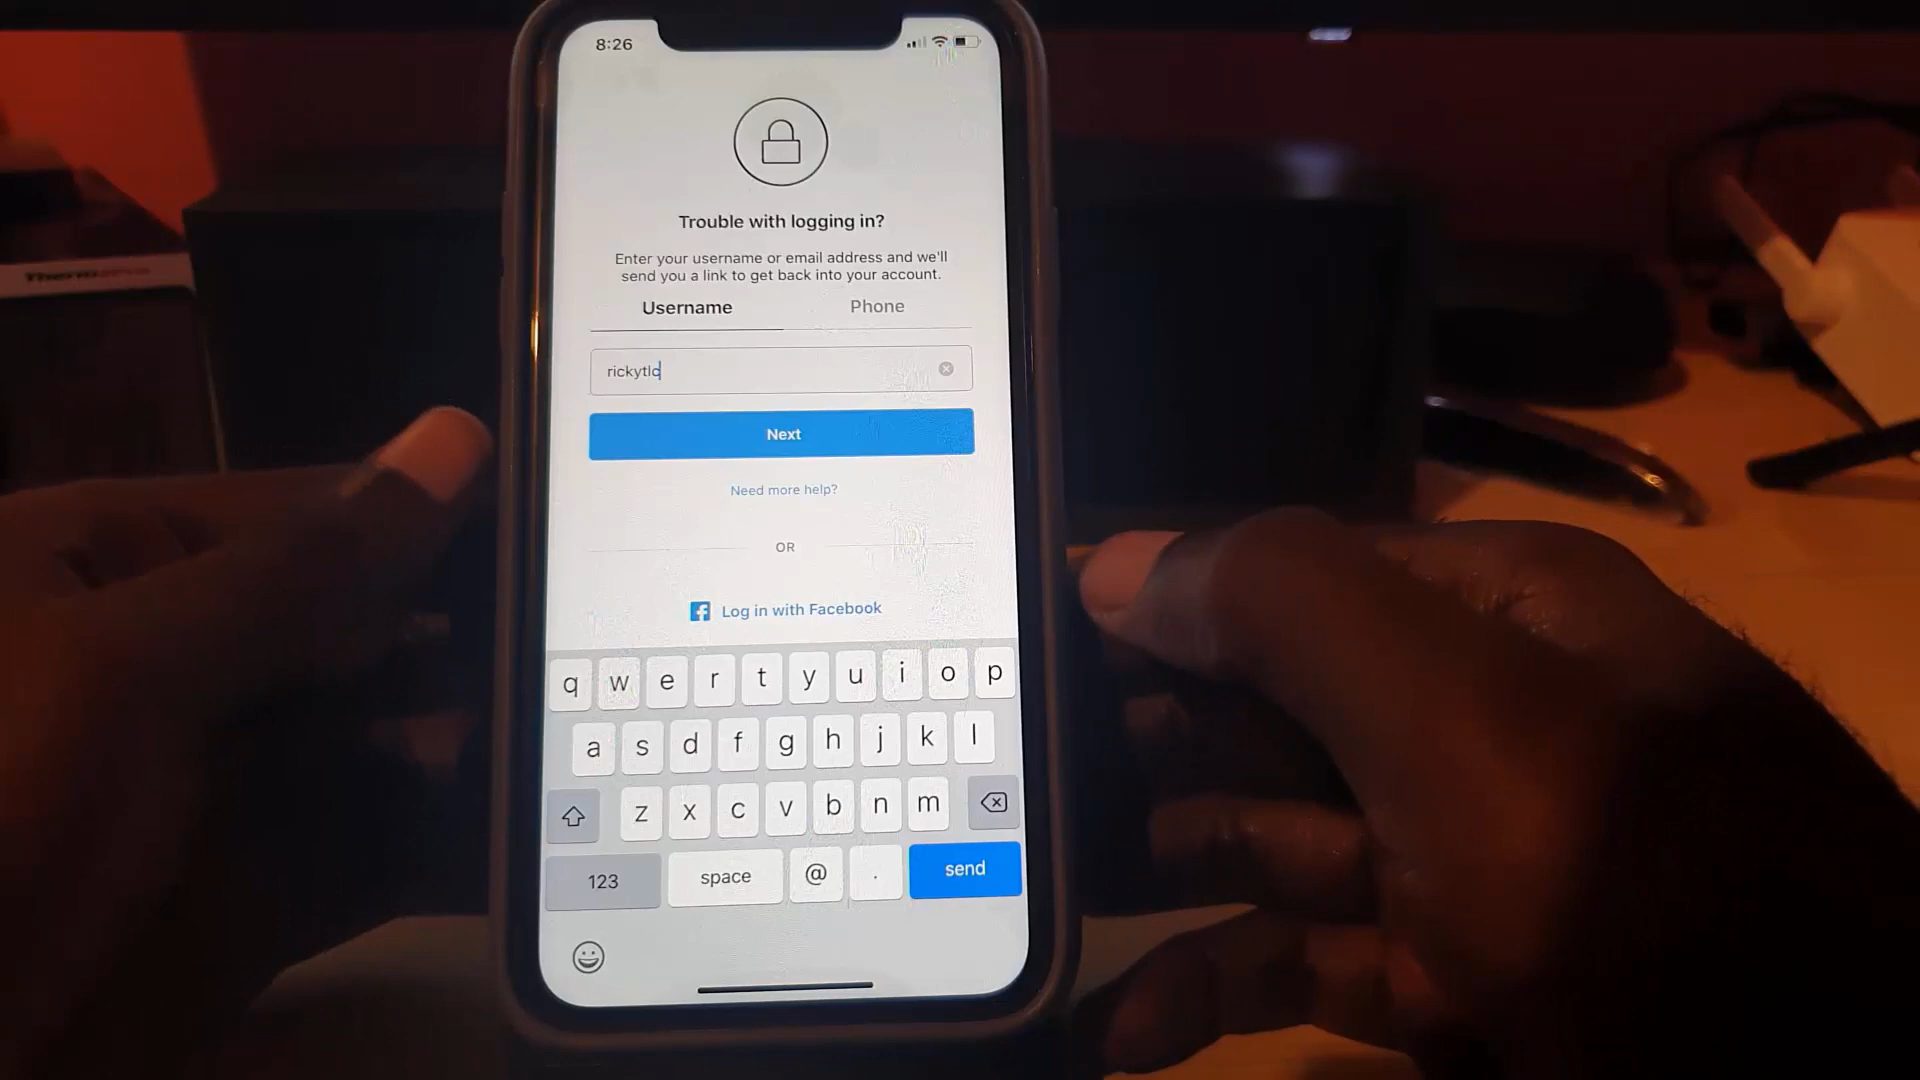 8:26
Trouble with logging in?
Enter your username or email address and we'll
send you a link to get back into your account.
Username Phone
rickytlc
Next
Need more help?
OR
Log in with Facebook
q w e r t y u i o p
a s d f g h j k l
z x c v b n m
123 space @ . send